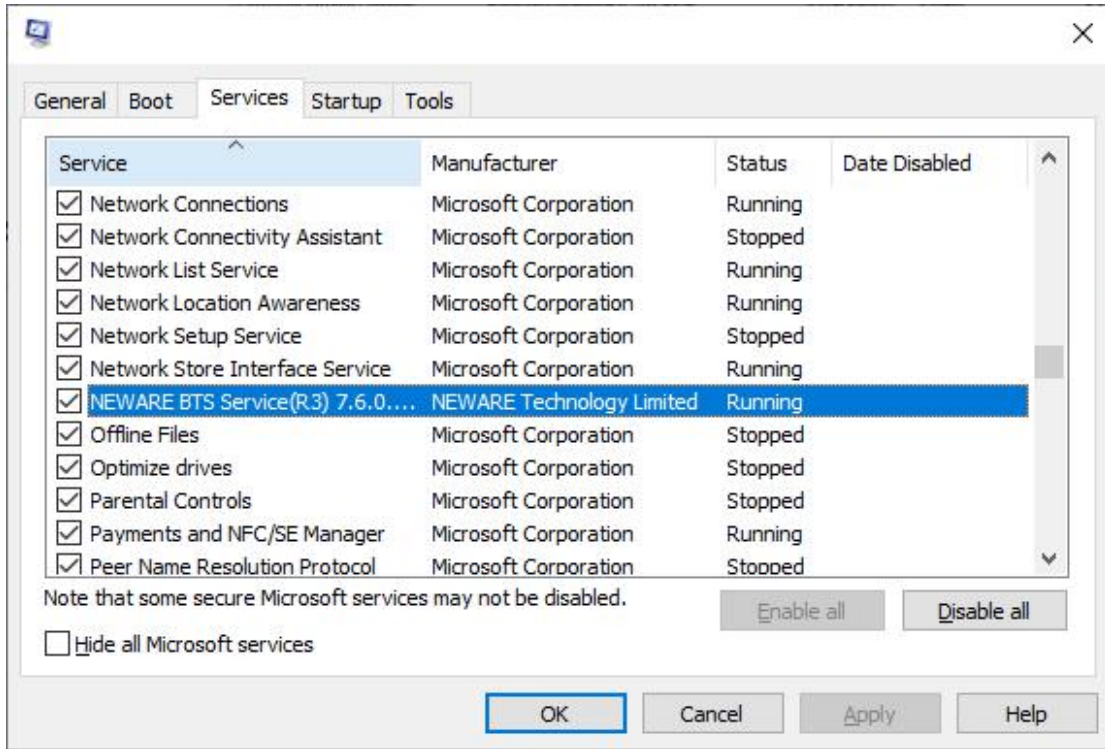 General Boot Services Startup Tools
Service Manufacturer Status Date Disabled
Network Connections Microsoft Corporation Running
Network Connectivity Assistant Microsoft Corporation Stopped
Network List Service Microsoft Corporation Running
Network Location Awareness Microsoft Corporation Running
Network Setup Service Microsoft Corporation Stopped
Network Store Interface Service Microsoft Corporation Running
NEWARE BTS Service(R3) 7.6.0.... NEWARE Technology Limited Running
Offline Files Microsoft Corporation Stopped
Optimize drives Microsoft Corporation Stopped
Parental Controls Microsoft Corporation Stopped
Payments and NFC/SE Manager Microsoft Corporation Running
Peer Name Resolution Protocol Microsoft Corporation Stopped
Note that some secure Microsoft services may not be disabled.
Enable all Disable all
Hide all Microsoft services
OK Cancel Apply Help